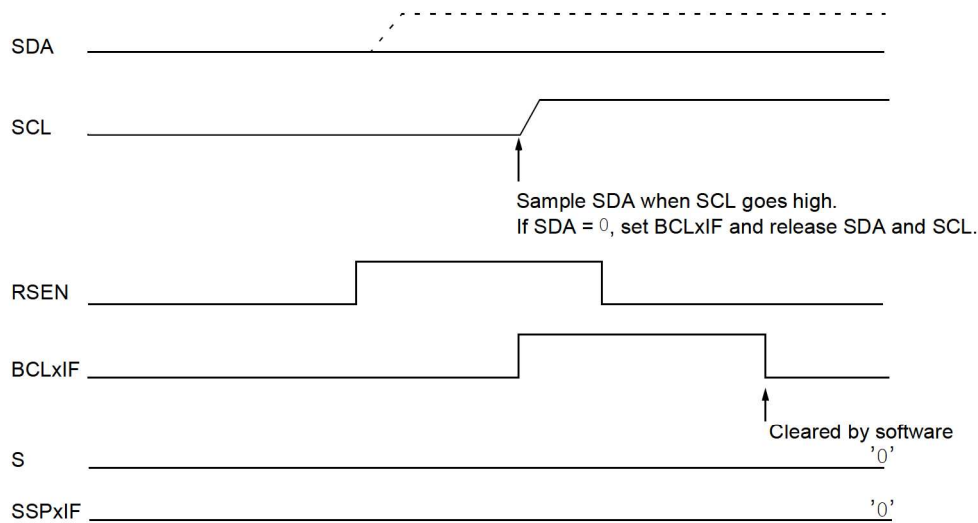 SDA
SCL
Sample SDA when SCL goes high.
If SDA = 0, set BCLxIF and release SDA and SCL.
RSEN
BCLxIF
Cleared by software
S
'0'
SSPxIF
'0'